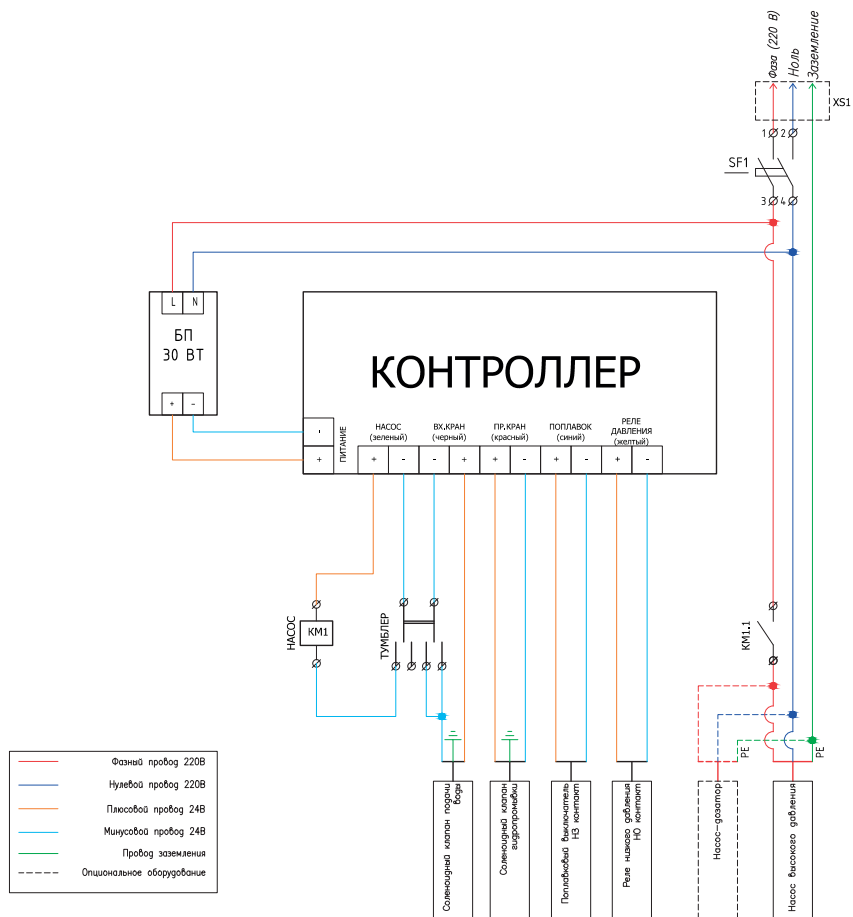 Фаза (220 В)
Ноль
Заземление
XS1
1 2
SF1
3 4
L N
БП
30 ВТ
+ -
КОНТРОЛЛЕР
ПИТАНИЕ
-
+
НАСОС
(зеленый)
ВХ.КРАН
(черный)
ПР.КРАН
(красный)
ПОПЛАВОК
(синий)
РЕЛЕ
ДАВЛЕНИЯ
(желтый)
+ - - + + - + - + -
НАСОС
КМ1
ТУМБЛЕР
КМ1.1
PE
PE
Фазный провод 220В
Нулевой провод 220В
Плюсовой провод 24В
Минусовой провод 24В
Провод заземления
Опциональное оборудование
Соленоидный клапан подачи
воды
Соленоидный клапан
гидропромывки
Поплавковый выключатель
НЗ контакт
Реле низкого давления
НО контакт
Насос-дозатор
Насос высокого давления